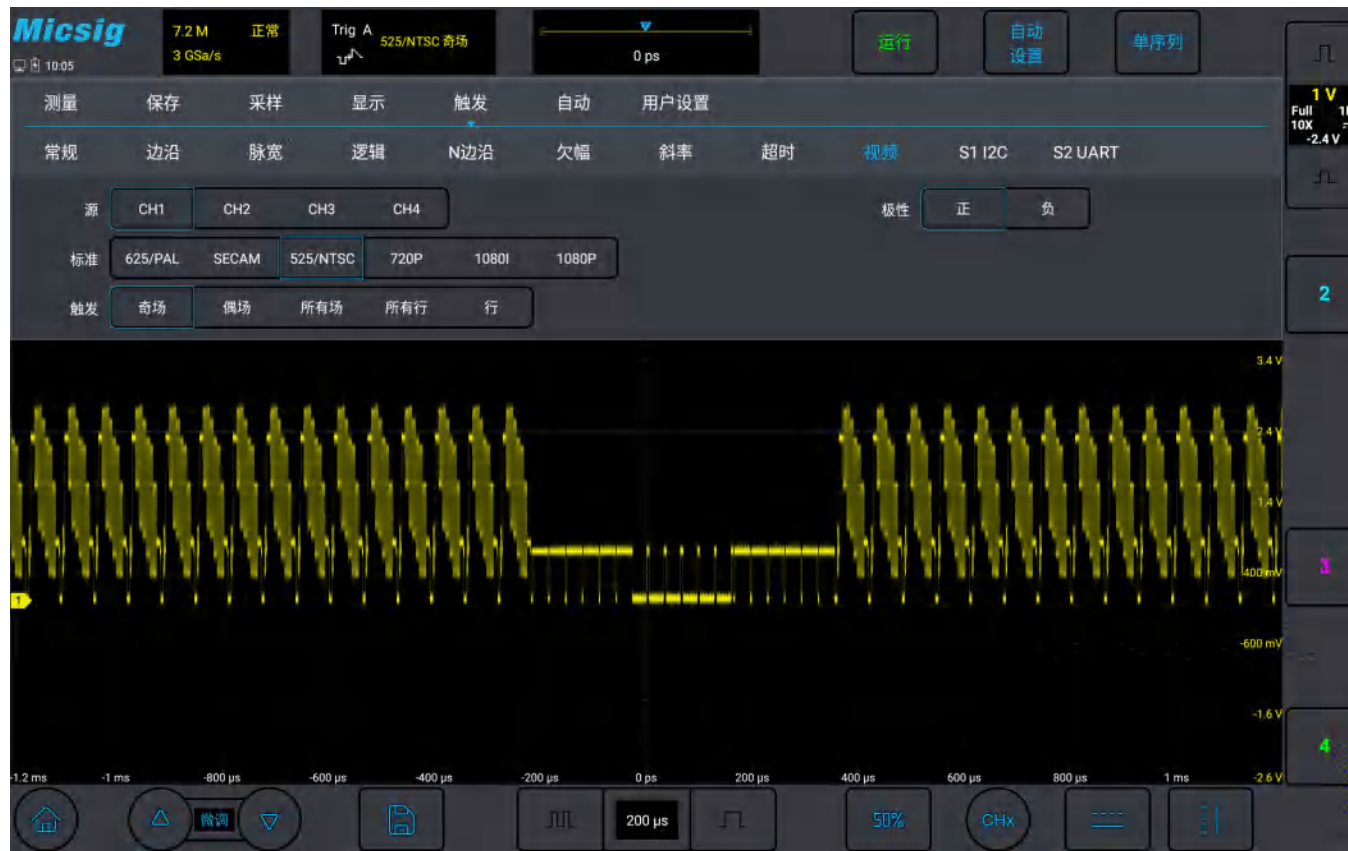 Micsig
7.2 M 正常
3 GSa/s
Trig A 525/NTSC 奇场
0 ps
运行
自动
设置
单序列
10:05
测量 保存 采样 显示 触发 自动 用户设置
常规 边沿 脉宽 逻辑 N边沿 欠幅 斜率 超时 视频 S1 I2C S2 UART
1 V
Full
10X
-2.4 V
源 CH1 CH2 CH3 CH4 极性 正 负
标准 625/PAL SECAM 525/NTSC 720P 1080I 1080P
触发 奇场 偶场 所有场 所有行 行
2
3.4 V
2.4 V
1.4 V
400 mV
3
1
-600 mV
-1.6 V
4
-1.2 ms -1 ms -800 μs -600 μs -400 μs -200 μs 0 ps 200 μs 400 μs 600 μs 800 μs 1 ms -2.6 V
微调 200 μs 50% CHx